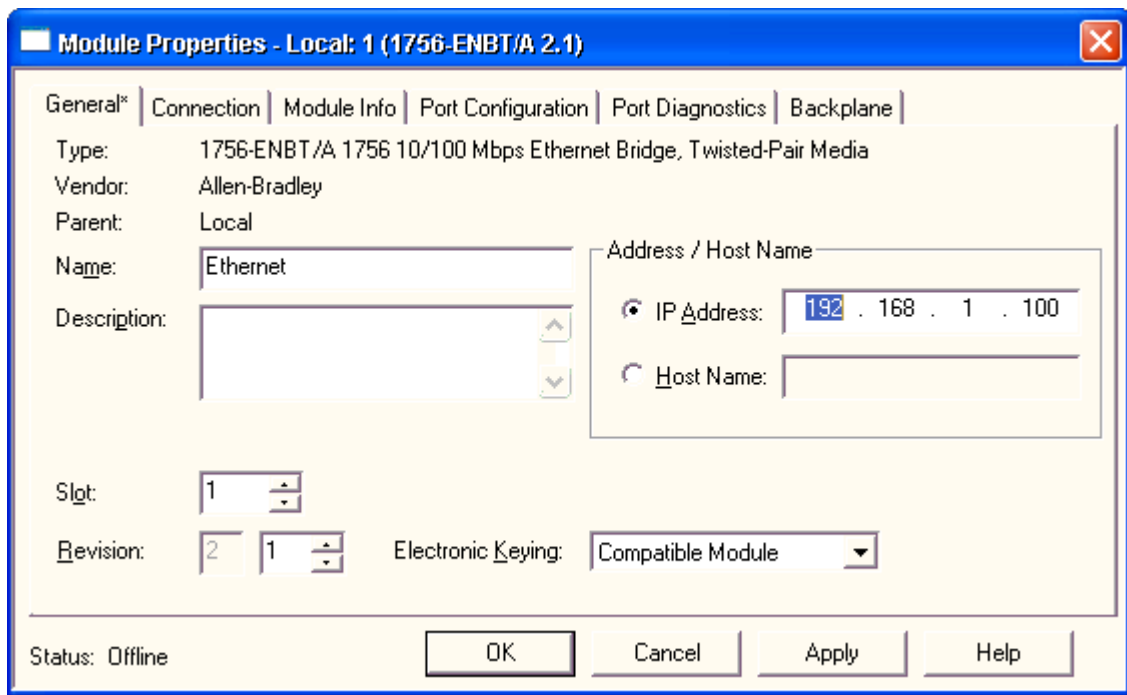 Module Properties - Local: 1 (1756-ENBT/A 2.1)
General* Connection Module Info Port Configuration Port Diagnostics Backplane
Type: 1756-ENBT/A 1756 10/100 Mbps Ethernet Bridge, Twisted-Pair Media
Vendor: Allen-Bradley
Parent: Local
Name: Ethernet
Description:
Address / Host Name
IP Address: 192 . 168 . 1 . 100
Host Name:
Slot: 1
Revision: 2 1 Electronic Keying: Compatible Module
Status: Offline OK Cancel Apply Help